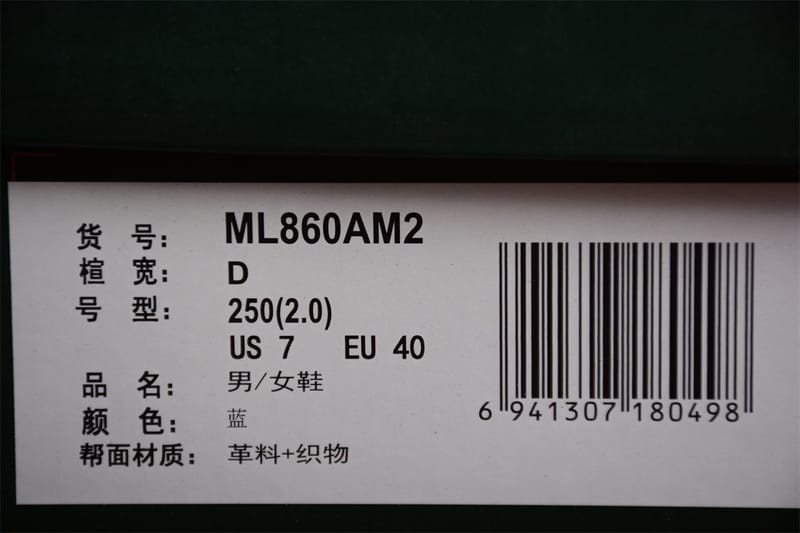 货 号： ML860AM2
楦 宽： D
号 型： 250(2.0)
US 7 EU 40
品 名： 男/女鞋
颜 色： 蓝
帮面材质： 革料+织物
6 941307 180498